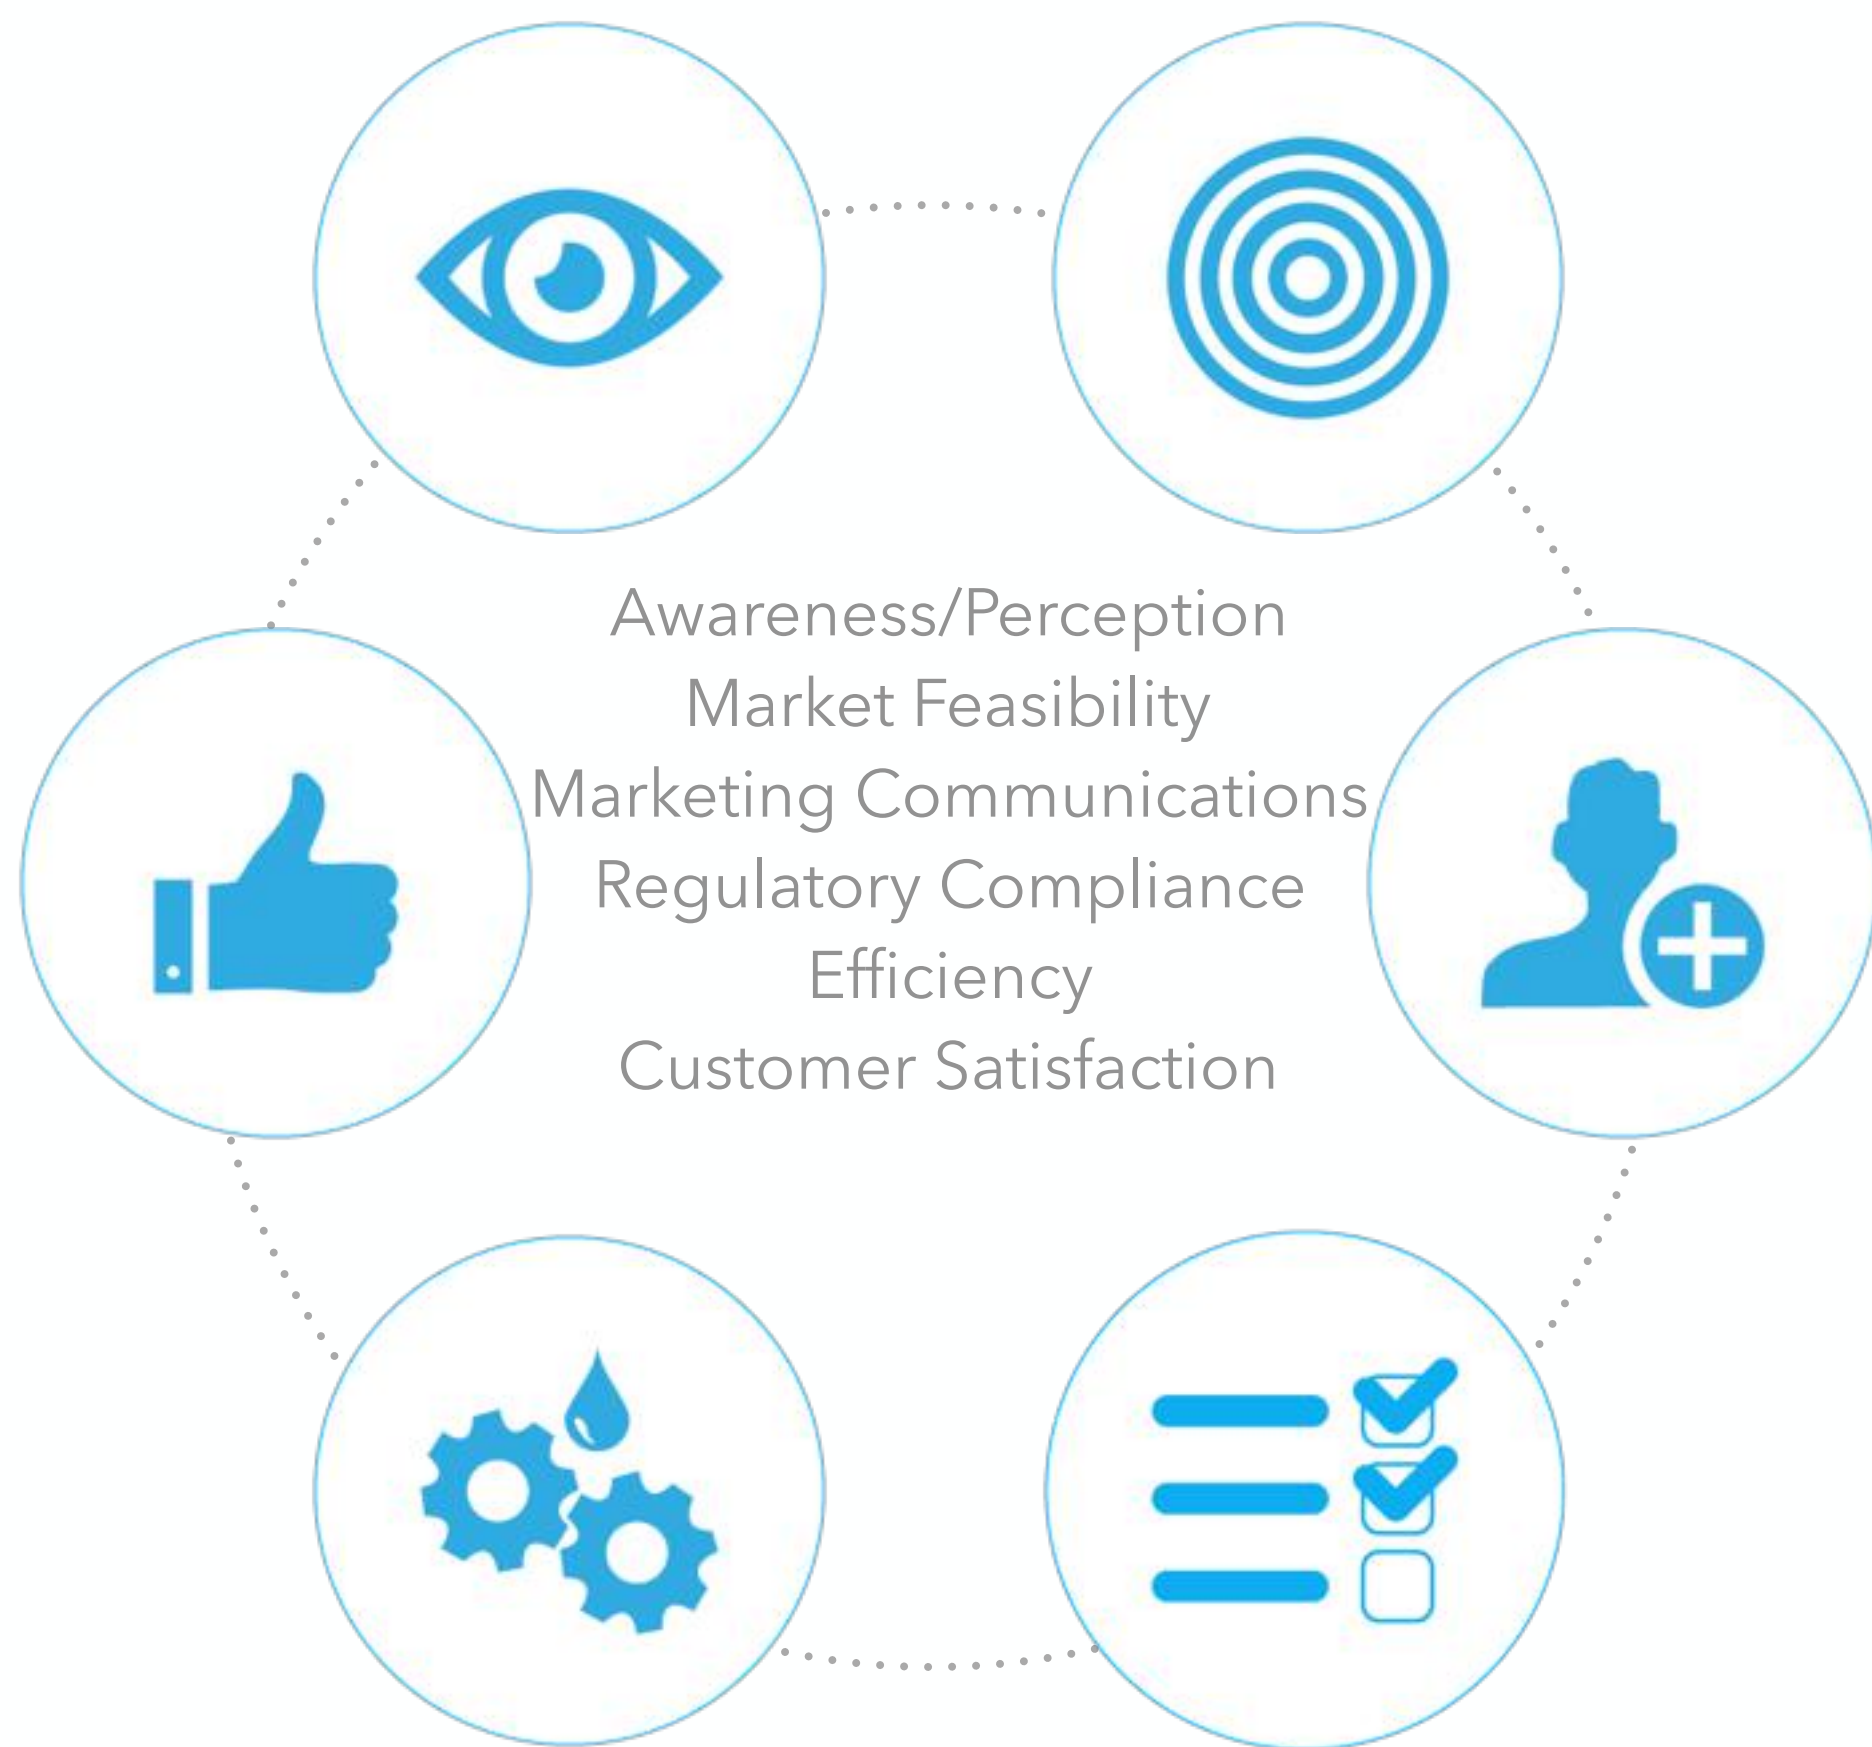 Awareness/Perception
Market Feasibility
Marketing Communications
Regulatory Compliance
Efficiency
Customer Satisfaction